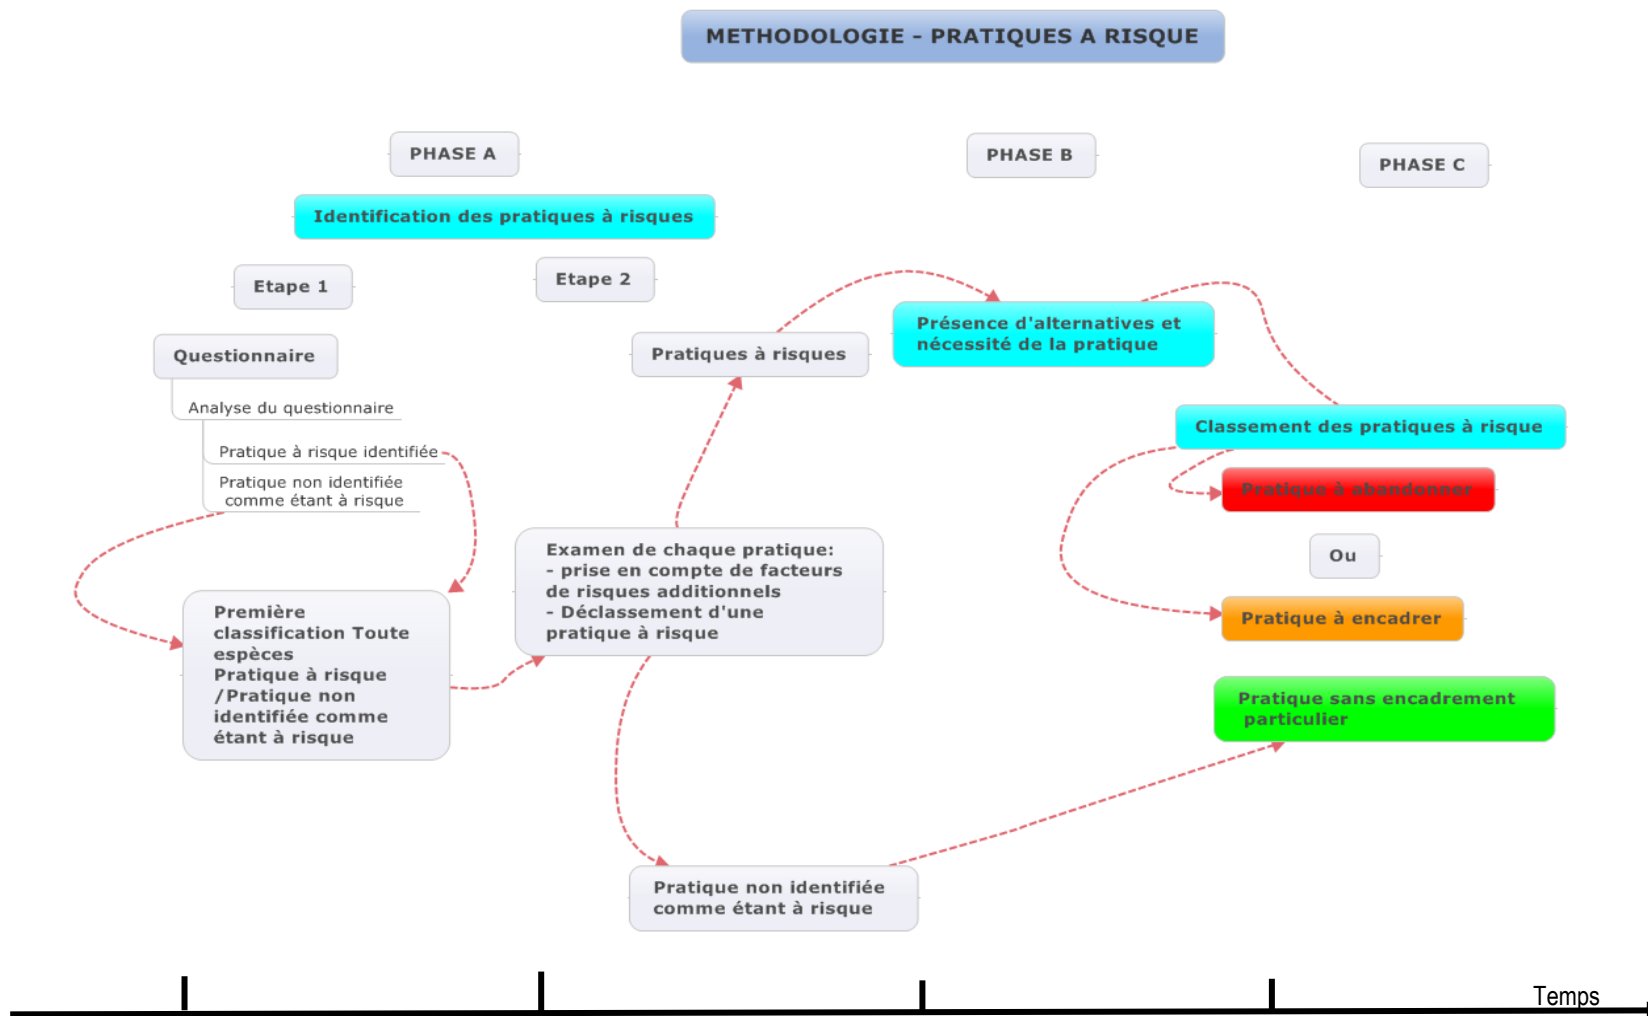 METHODOLOGIE - PRATIQUES A RISQUE
PHASE A
PHASE B
PHASE C
Identification des pratiques à risques
Etape 1
Etape 2
Questionnaire
Analyse du questionnaire
Pratique à risque identifiée
Pratique non identifiée
comme étant à risque
Première
classification Toute
espèces
Pratique à risque
/Pratique non
identifiée comme
étant à risque
Examen de chaque pratique:
- prise en compte de facteurs
de risques additionnels
- Déclassement d'une
pratique à risque
Pratiques à risques
Pratique non identifiée
comme étant à risque
Présence d'alternatives et
nécessité de la pratique
Classement des pratiques à risque
Pratique à abandonner
Ou
Pratique à encadrer
Pratique sans encadrement
particulier
Temps